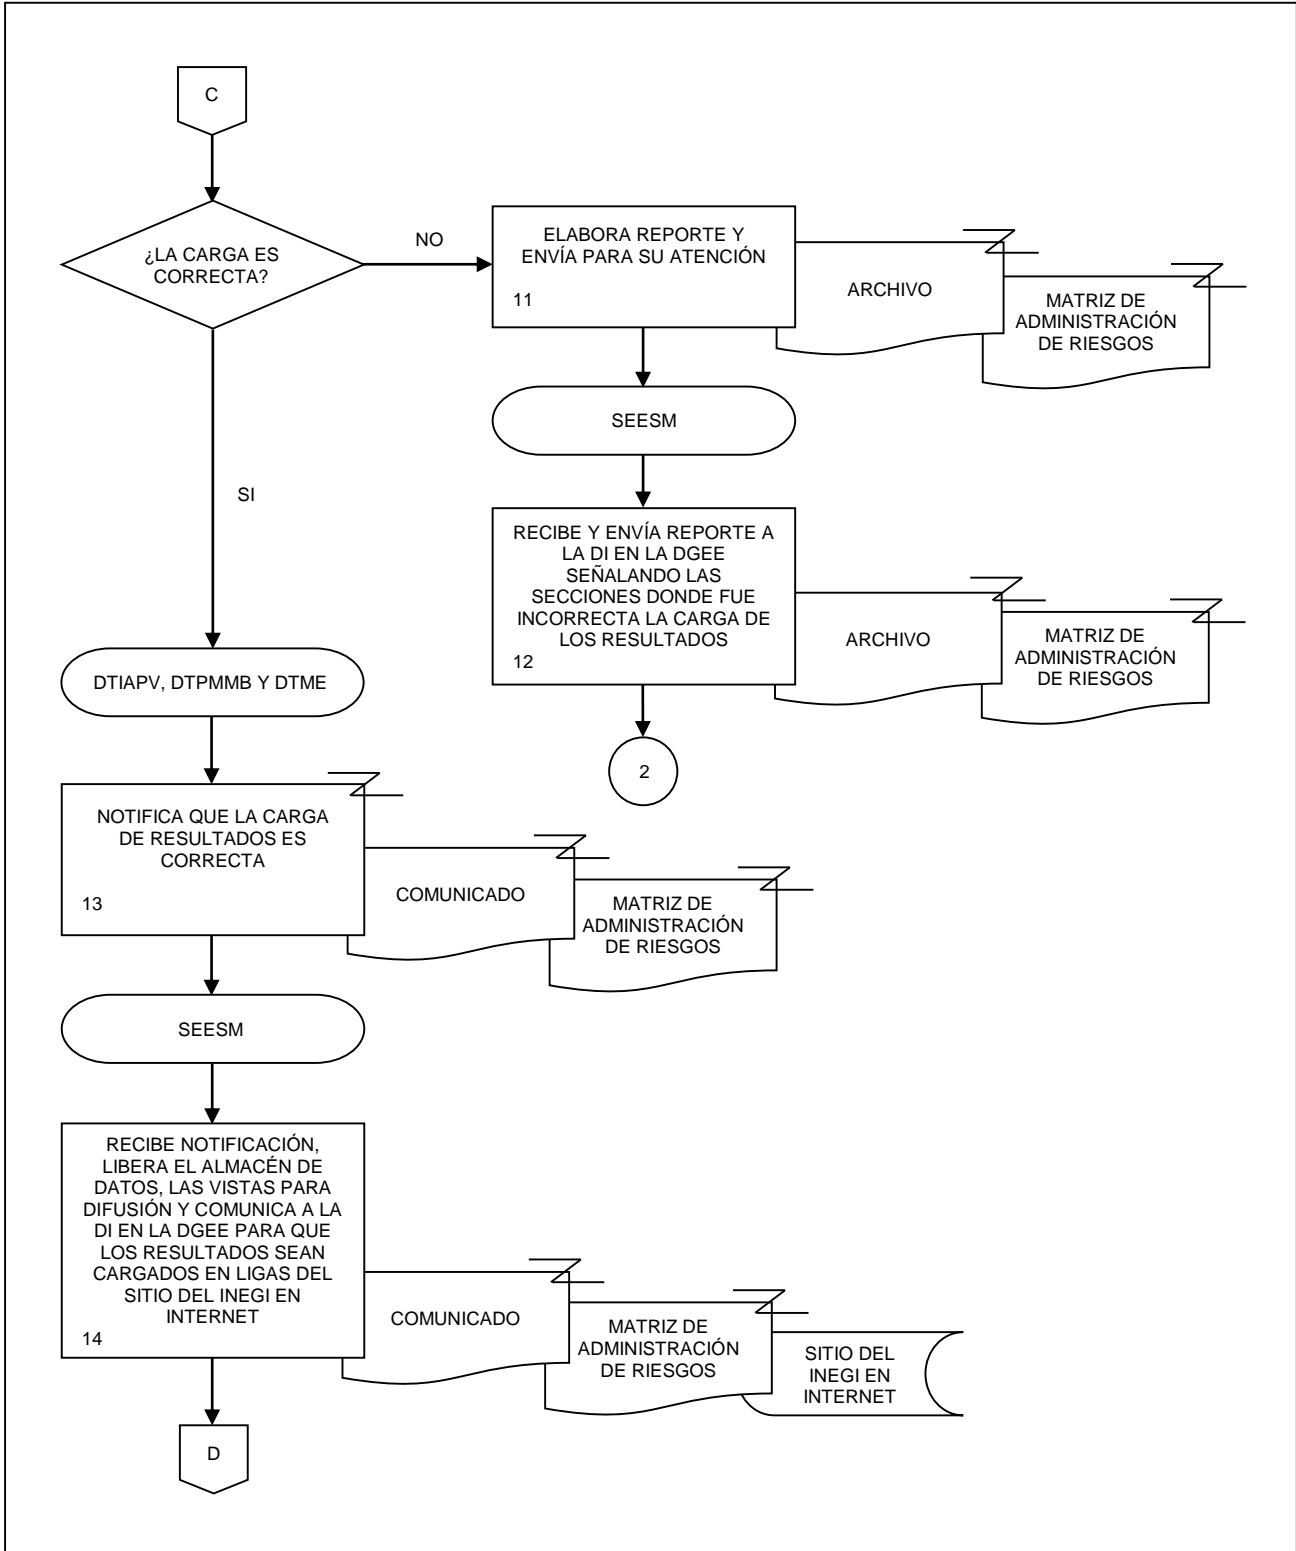 C
¿LA CARGA ES
CORRECTA?
NO
ELABORA REPORTE Y
ENVÍA PARA SU ATENCIÓN
11
ARCHIVO
MATRIZ DE
ADMINISTRACIÓN
DE RIESGOS
SEESM
RECIBE Y ENVÍA REPORTE A
LA DI EN LA DGEE
SEÑALANDO LAS
SECCIONES DONDE FUE
INCORRECTA LA CARGA DE
LOS RESULTADOS
12
ARCHIVO
MATRIZ DE
ADMINISTRACIÓN
DE RIESGOS
2
SI
DTIAPV, DTPMMB Y DTME
NOTIFICA QUE LA CARGA
DE RESULTADOS ES
CORRECTA
13
COMUNICADO
MATRIZ DE
ADMINISTRACIÓN
DE RIESGOS
SEESM
RECIBE NOTIFICACIÓN,
LIBERA EL ALMACÉN DE
DATOS, LAS VISTAS PARA
DIFUSIÓN Y COMUNICA A LA
DI EN LA DGEE PARA QUE
LOS RESULTADOS SEAN
CARGADOS EN LIGAS DEL
SITIO DEL INEGI EN
INTERNET
14
COMUNICADO
MATRIZ DE
ADMINISTRACIÓN
DE RIESGOS
SITIO DEL
INEGI EN
INTERNET
D